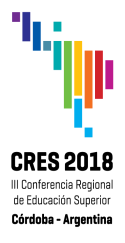 CRES 2018
III Conferencia Regional
de Educación Superior
Córdoba - Argentina